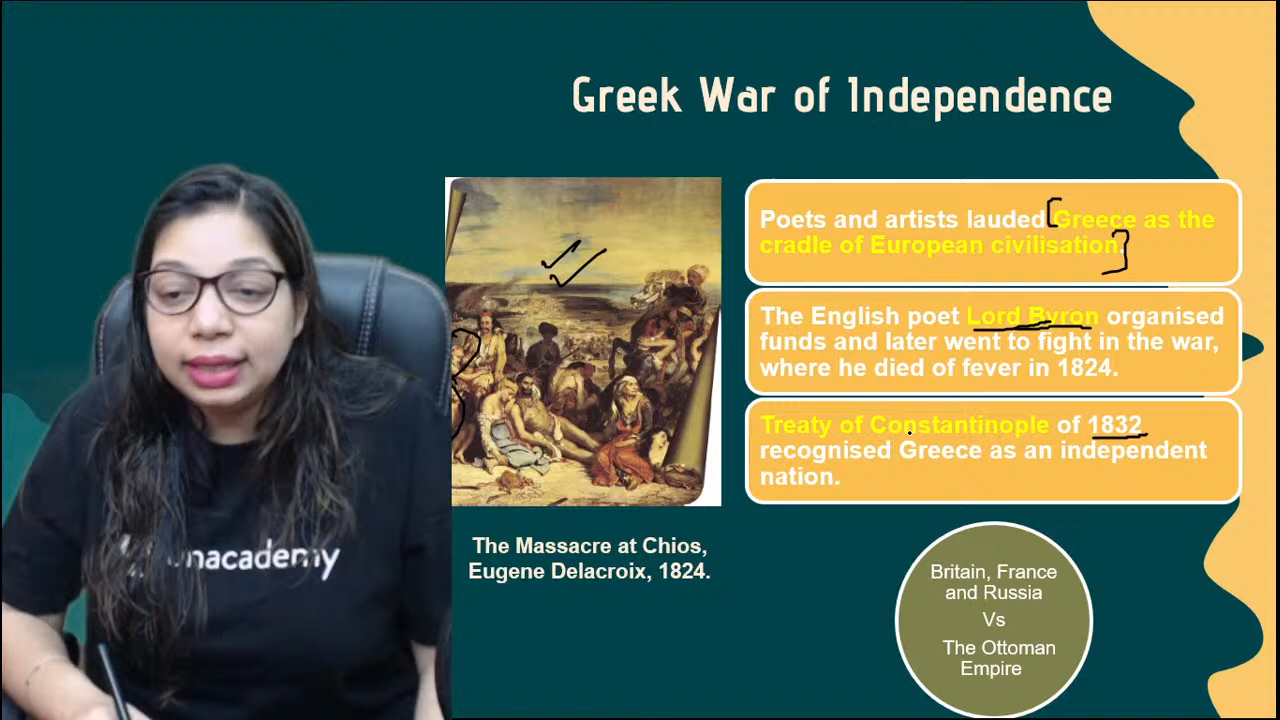 Greek War of Independence
Poets and artists lauded Greece as the
cradle of European civilisation.
The English poet Lord Byron organised
funds and later went to fight in the war,
where he died of fever in 1824.
Treaty of Constantinople of 1832
recognised Greece as an independent
nation.
The Massacre at Chios,
Eugene Delacroix, 1824.
Britain, France
and Russia
Vs
The Ottoman
Empire